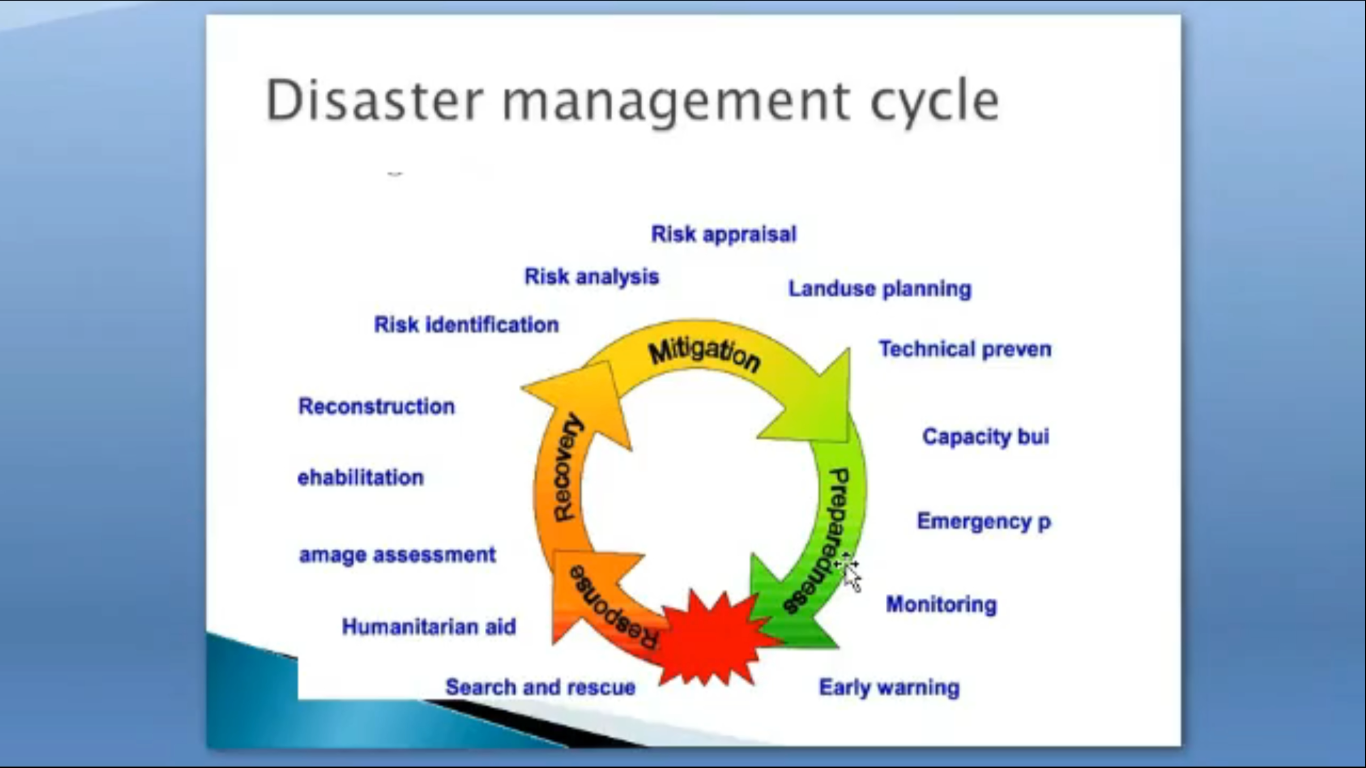 Disaster management cycle
Risk appraisal
Risk analysis
Landuse planning
Risk identification
Mitigation
Technical preven
Reconstruction
Recovery
Capacity bui
ehabilitation
Preparedness
Emergency p
amage assessment
Response
Monitoring
Humanitarian aid
Search and rescue
Early warning